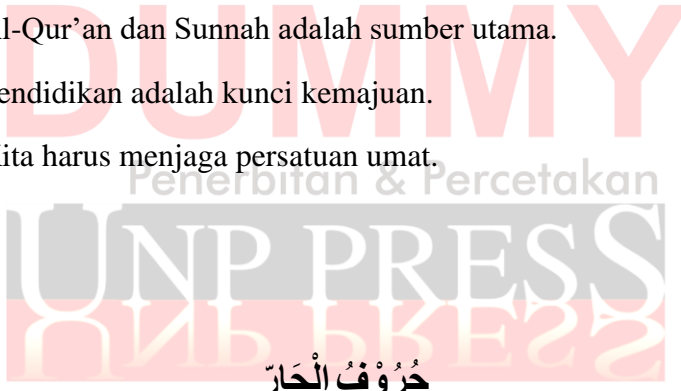 DUMMY
l-Qur’an dan Sunnah adalah sumber utama.
endidikan adalah kunci kemajuan.
ita harus menjaga persatuan umat.
Penerbitan & Percetakan
UNP PRESS
حُرُوْفُ الْجَارّ